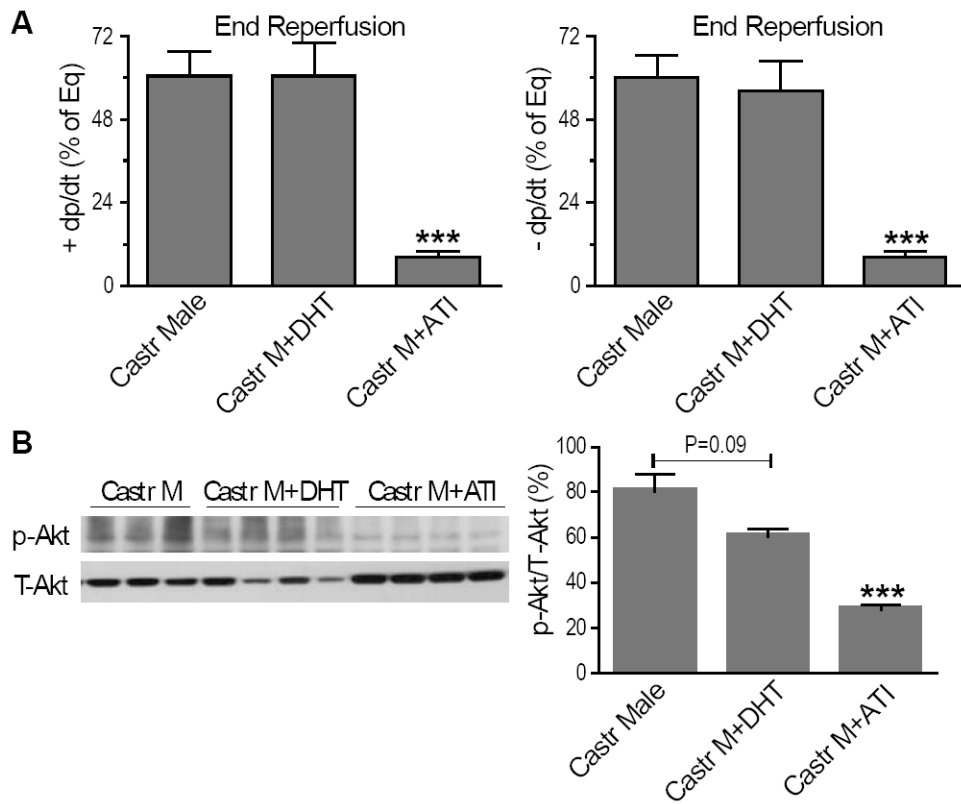 A
End Reperfusion
+ dp/dt (% of Eq)
72
48
24
0
***
Castr Male
Castr M+DHT
Castr M+ATI
End Reperfusion
- dp/dt (% of Eq)
72
48
24
0
***
Castr Male
Castr M+DHT
Castr M+ATI
B
Castr M Castr M+DHT Castr M+ATI
p-Akt
T-Akt
p-Akt/T-Akt (%)
100
80
60
40
20
0
P=0.09
***
Castr Male
Castr M+DHT
Castr M+ATI